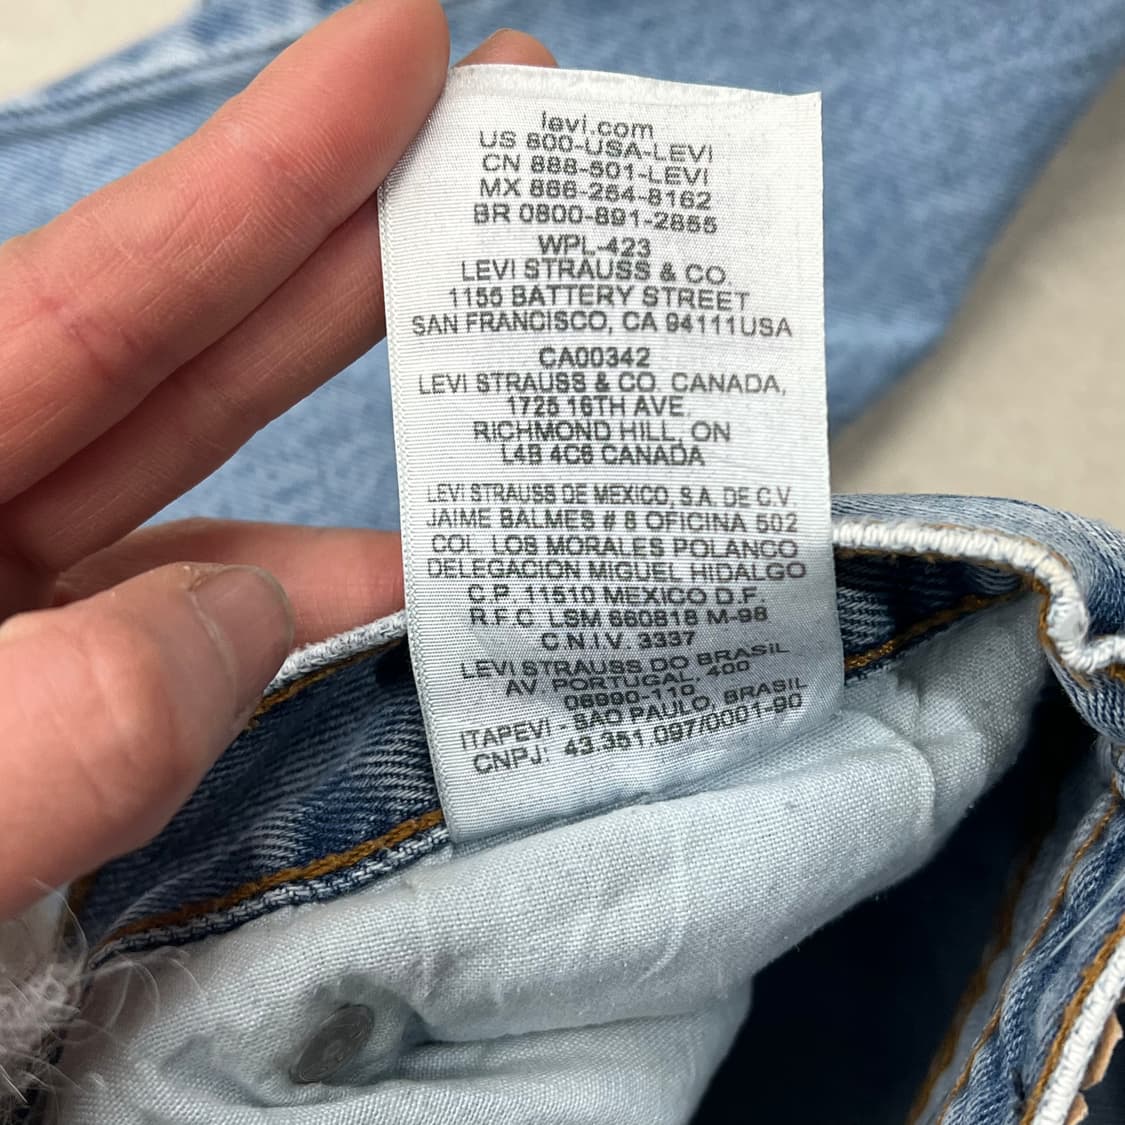 levi.com
US 800-USA-LEVI
CN 888-501-LEVI
MX 866-264-8162
BR 0800-891-2855
WPL-423
LEVI STRAUSS & CO.
1155 BATTERY STREET
SAN FRANCISCO, CA 94111USA
CA00342
LEVI STRAUSS & CO. CANADA,
1725 16TH AVE.
RICHMOND HILL, ON
L4B 4C6 CANADA
LEVI STRAUSS DE MEXICO, S.A. DE C.V
JAIME BALMES # 8 OFICINA 502
COL. LOS MORALES POLANCO
DELEGACION MIGUEL HIDALGO
C.P. 11510 MEXICO D.F.
R.F.C. LSM 660818 M-98
C.N.I.V. 3337
LEVI STRAUSS DO BRASIL
AV. PORTUGAL, 400
06690-110
ITAPEVI - SAO PAULO, BRASIL
CNPJ: 43.351.097/0001-90